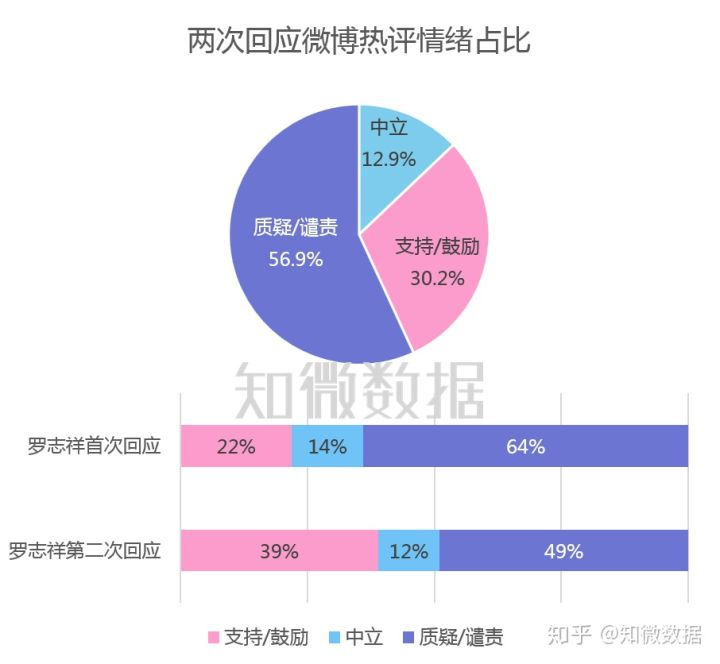 两次回应微博热评情绪占比
中立
12.9%
质疑/谴责
56.9%
支持/鼓励
30.2%
知微数据
罗志祥首次回应
22%
14%
64%
罗志祥第二次回应
39%
12%
49%
支持/鼓励 中立 质疑/谴责
知乎 @知微数据